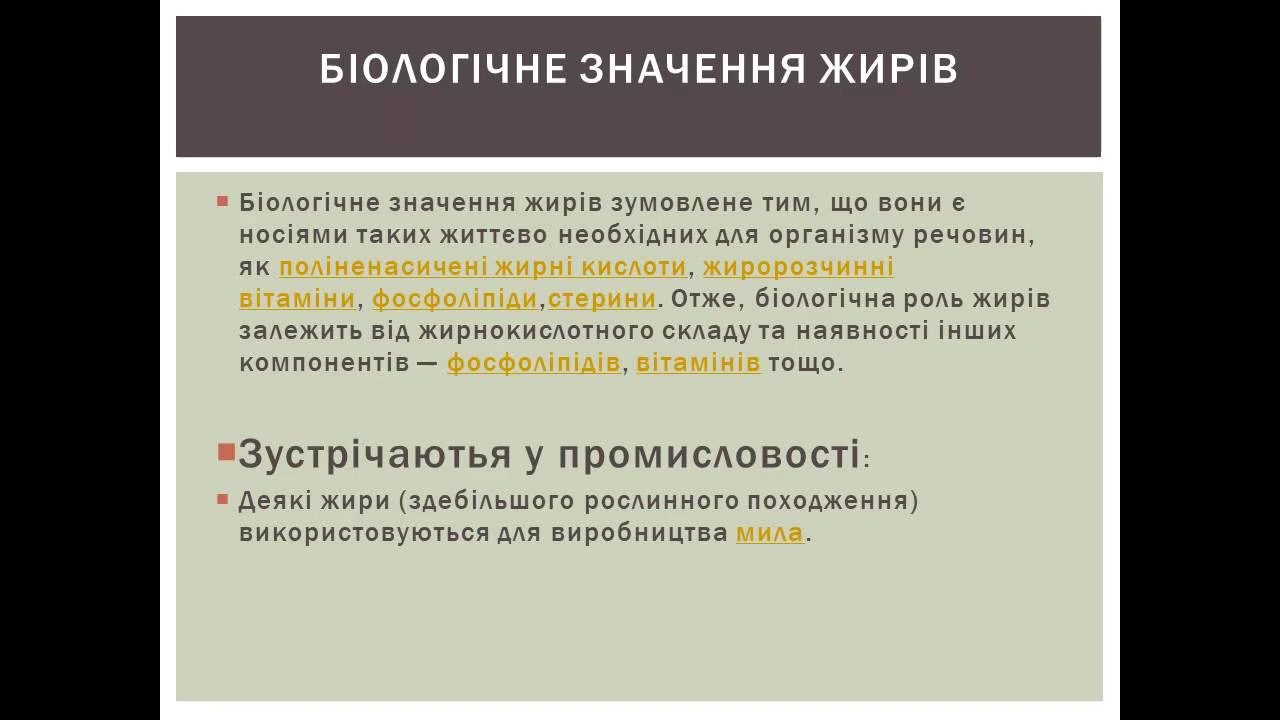 БІОЛОГІЧНЕ ЗНАЧЕННЯ ЖИРІВ
Біологічне значення жирів зумовлене тим, що вони є
носіями таких життєво необхідних для організму речовин,
як поліненасичені жирні кислоти, жиророзчинні
вітаміни, фосфоліпіди,стерини. Отже, біологічна роль жирів
залежить від жирнокислотного складу та наявності інших
компонентів — фосфоліпідів, вітамінів тощо.
Зустрічаютья у промисловості:
Деякі жири (здебільшого рослинного походження)
використовуються для виробництва мила.